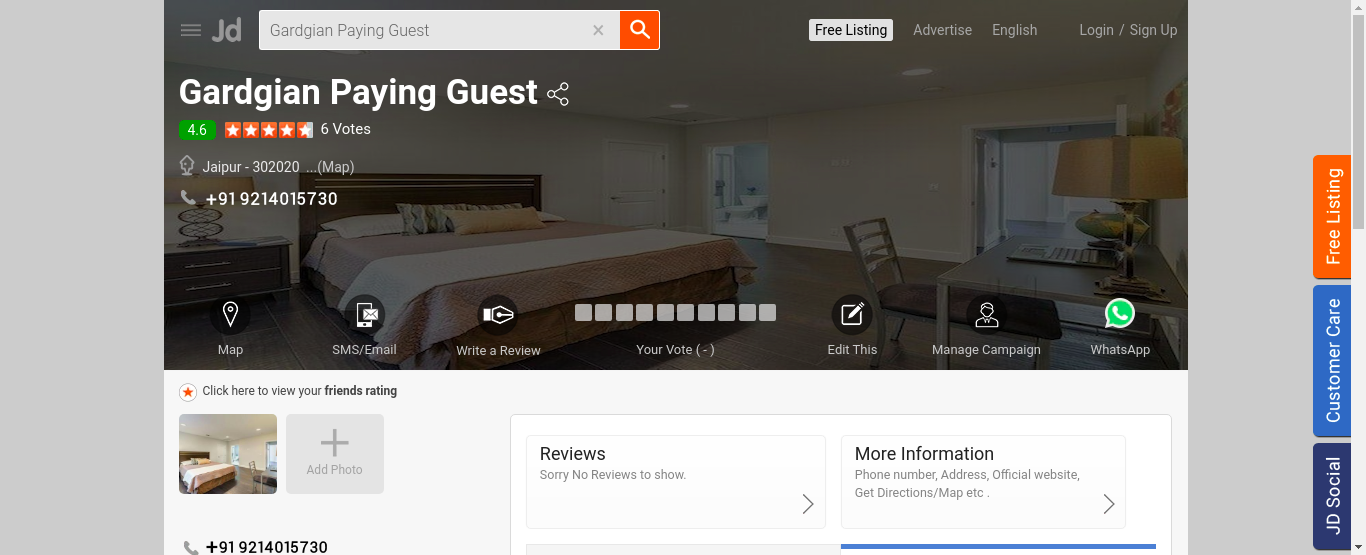 Jd
Gardgian Paying Guest ×
Free Listing Advertise English Login / Sign Up
Gardgian Paying Guest
4.6 6 Votes
Jaipur - 302020 ...(Map)
+91 9214015730
Map SMS/Email Write a Review Your Vote ( - ) Edit This Manage Campaign WhatsApp
Click here to view your friends rating
Add Photo
Reviews
Sorry No Reviews to show.
More Information
Phone number, Address, Official website,
Get Directions/Map etc .
+91 9214015730
Free Listing
Customer Care
JD Social